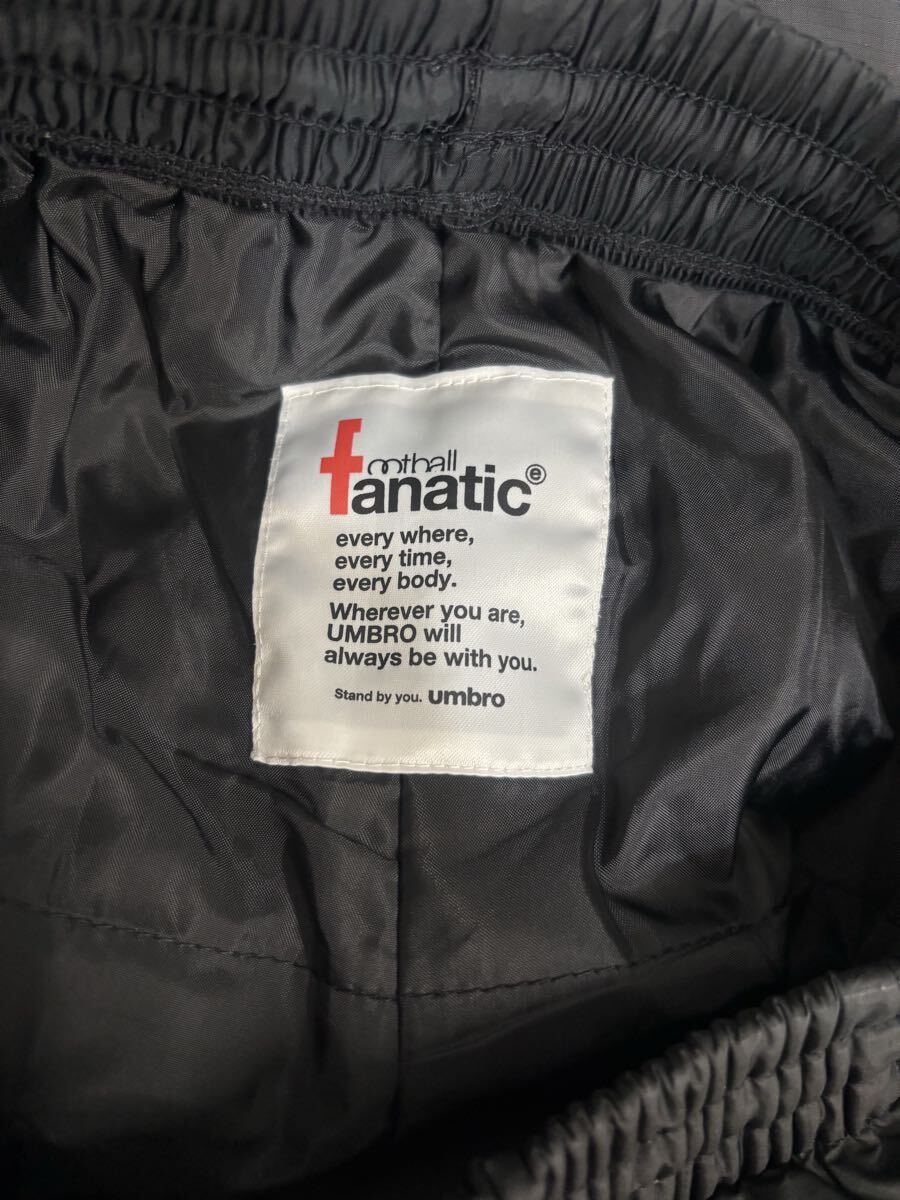 football
fanatic ⓔ
every where,
every time,
every body.
Wherever you are,
UMBRO will
always be with you.
Stand by you. umbro